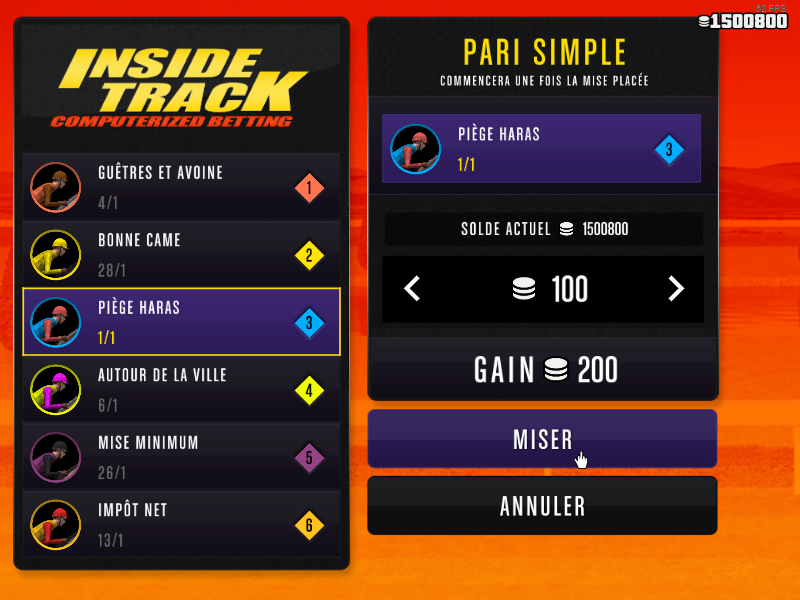 52 FPS
1500800
INSIDE
TRACK
COMPUTERIZED BETTING
GUÊTRES ET AVOINE
4/1
1
BONNE CAME
28/1
2
PIÈGE HARAS
1/1
3
AUTOUR DE LA VILLE
6/1
4
MISE MINIMUM
26/1
5
IMPÔT NET
13/1
6
PARI SIMPLE
COMMENCERA UNE FOIS LA MISE PLACÉE
PIÈGE HARAS
1/1
3
SOLDE ACTUEL 1500800
100
GAIN 200
MISER
ANNULER